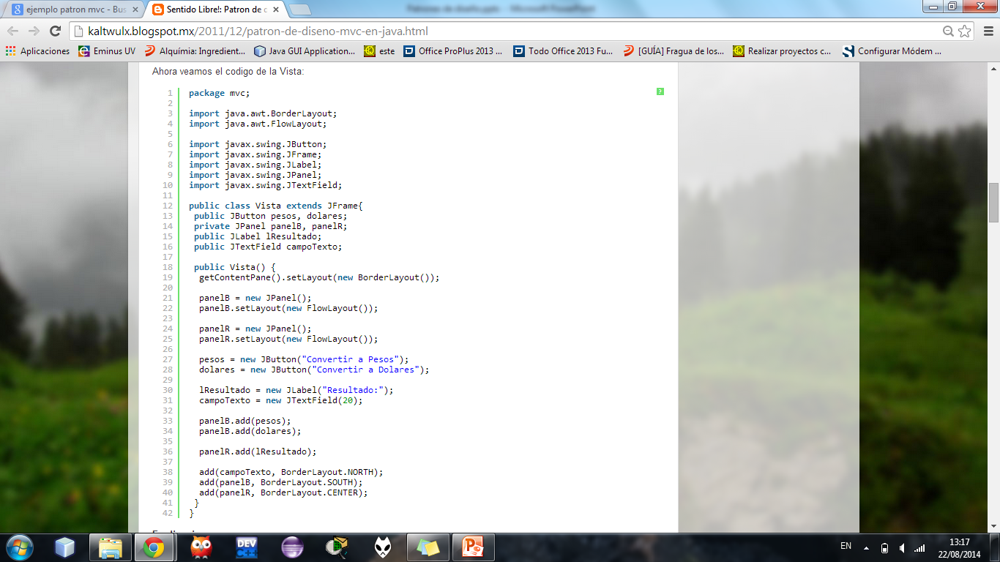 ejemplo patron mvc - Bus
Sentido Libre!: Patron de d
Patrones de diseño.pptx - Microsoft PowerPoint
kaltwulx.blogspot.mx/2011/12/patron-de-diseno-mvc-en-java.html
Aplicaciones
Eminus UV
Alquímia: Ingredient...
Java GUI Application...
este
Office ProPlus 2013 ...
Todo Office 2013 Fu...
[GUÍA] Fragua de los...
Realizar proyectos c...
Configurar Módem ...
Ahora veamos el codigo de la Vista:
?
1 package mvc;
2
3 import java.awt.BorderLayout;
4 import java.awt.FlowLayout;
5
6 import javax.swing.JButton;
7 import javax.swing.JFrame;
8 import javax.swing.JLabel;
9 import javax.swing.JPanel;
10 import javax.swing.JTextField;
11
12 public class Vista extends JFrame{
13 public JButton pesos, dolares;
14 private JPanel panelB, panelR;
15 public JLabel lResultado;
16 public JTextField campoTexto;
17
18 public Vista() {
19 getContentPane().setLayout(new BorderLayout());
20
21 panelB = new JPanel();
22 panelB.setLayout(new FlowLayout());
23
24 panelR = new JPanel();
25 panelR.setLayout(new FlowLayout());
26
27 pesos = new JButton("Convertir a Pesos");
28 dolares = new JButton("Convertir a Dolares");
29
30 lResultado = new JLabel("Resultado:");
31 campoTexto = new JTextField(20);
32
33 panelB.add(pesos);
34 panelB.add(dolares);
35
36 panelR.add(lResultado);
37
38 add(campoTexto, BorderLayout.NORTH);
39 add(panelB, BorderLayout.SOUTH);
40 add(panelR, BorderLayout.CENTER);
41 }
42 }
DEV
C++
EN
13:17
22/08/2014